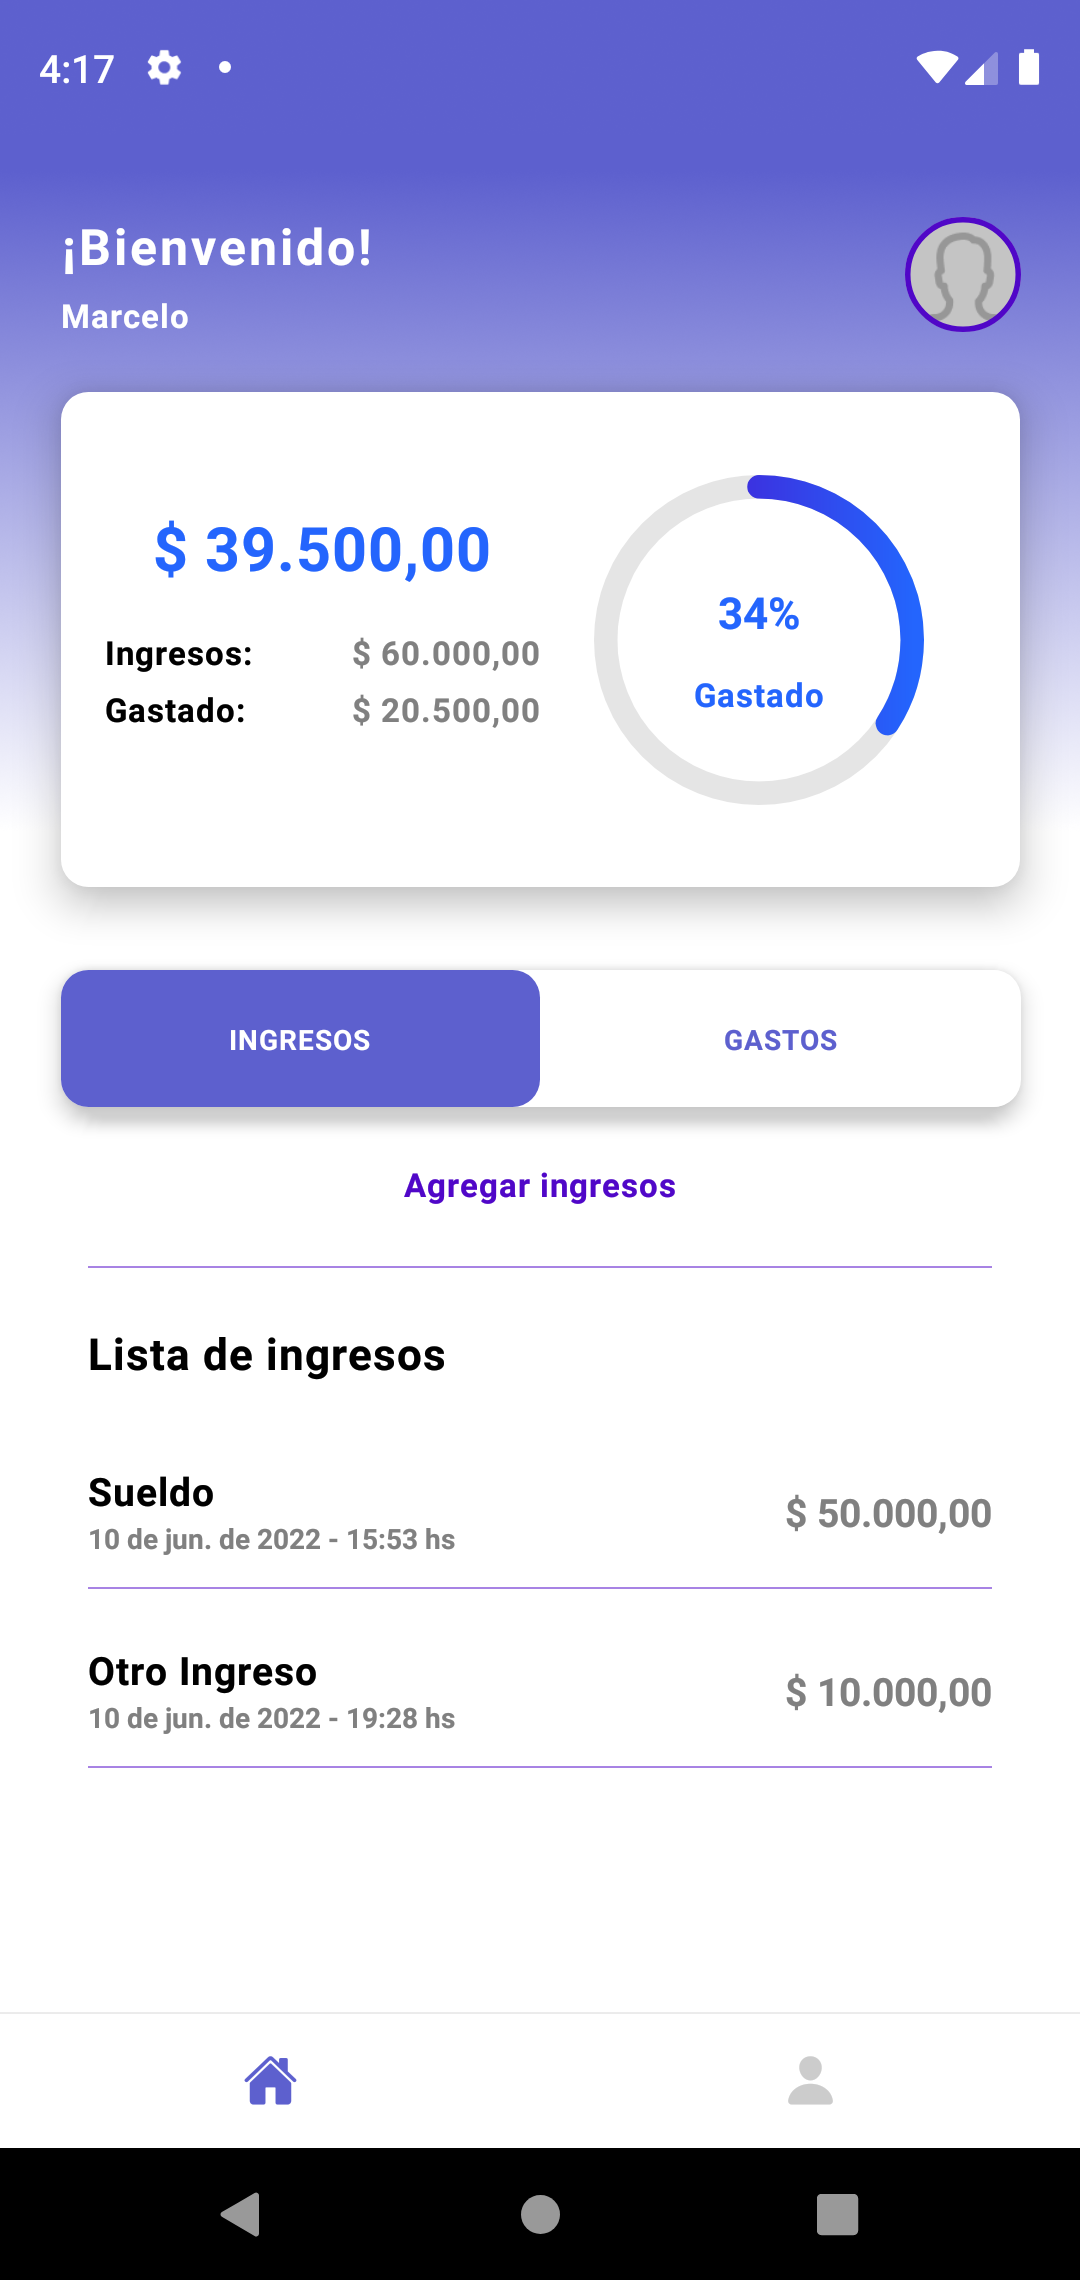 4:17
¡Bienvenido!
Marcelo
$ 39.500,00
Ingresos: $ 60.000,00
Gastado: $ 20.500,00
34%
Gastado
INGRESOS GASTOS
Agregar ingresos
Lista de ingresos
Sueldo
10 de jun. de 2022 - 15:53 hs
$ 50.000,00
Otro Ingreso
10 de jun. de 2022 - 19:28 hs
$ 10.000,00